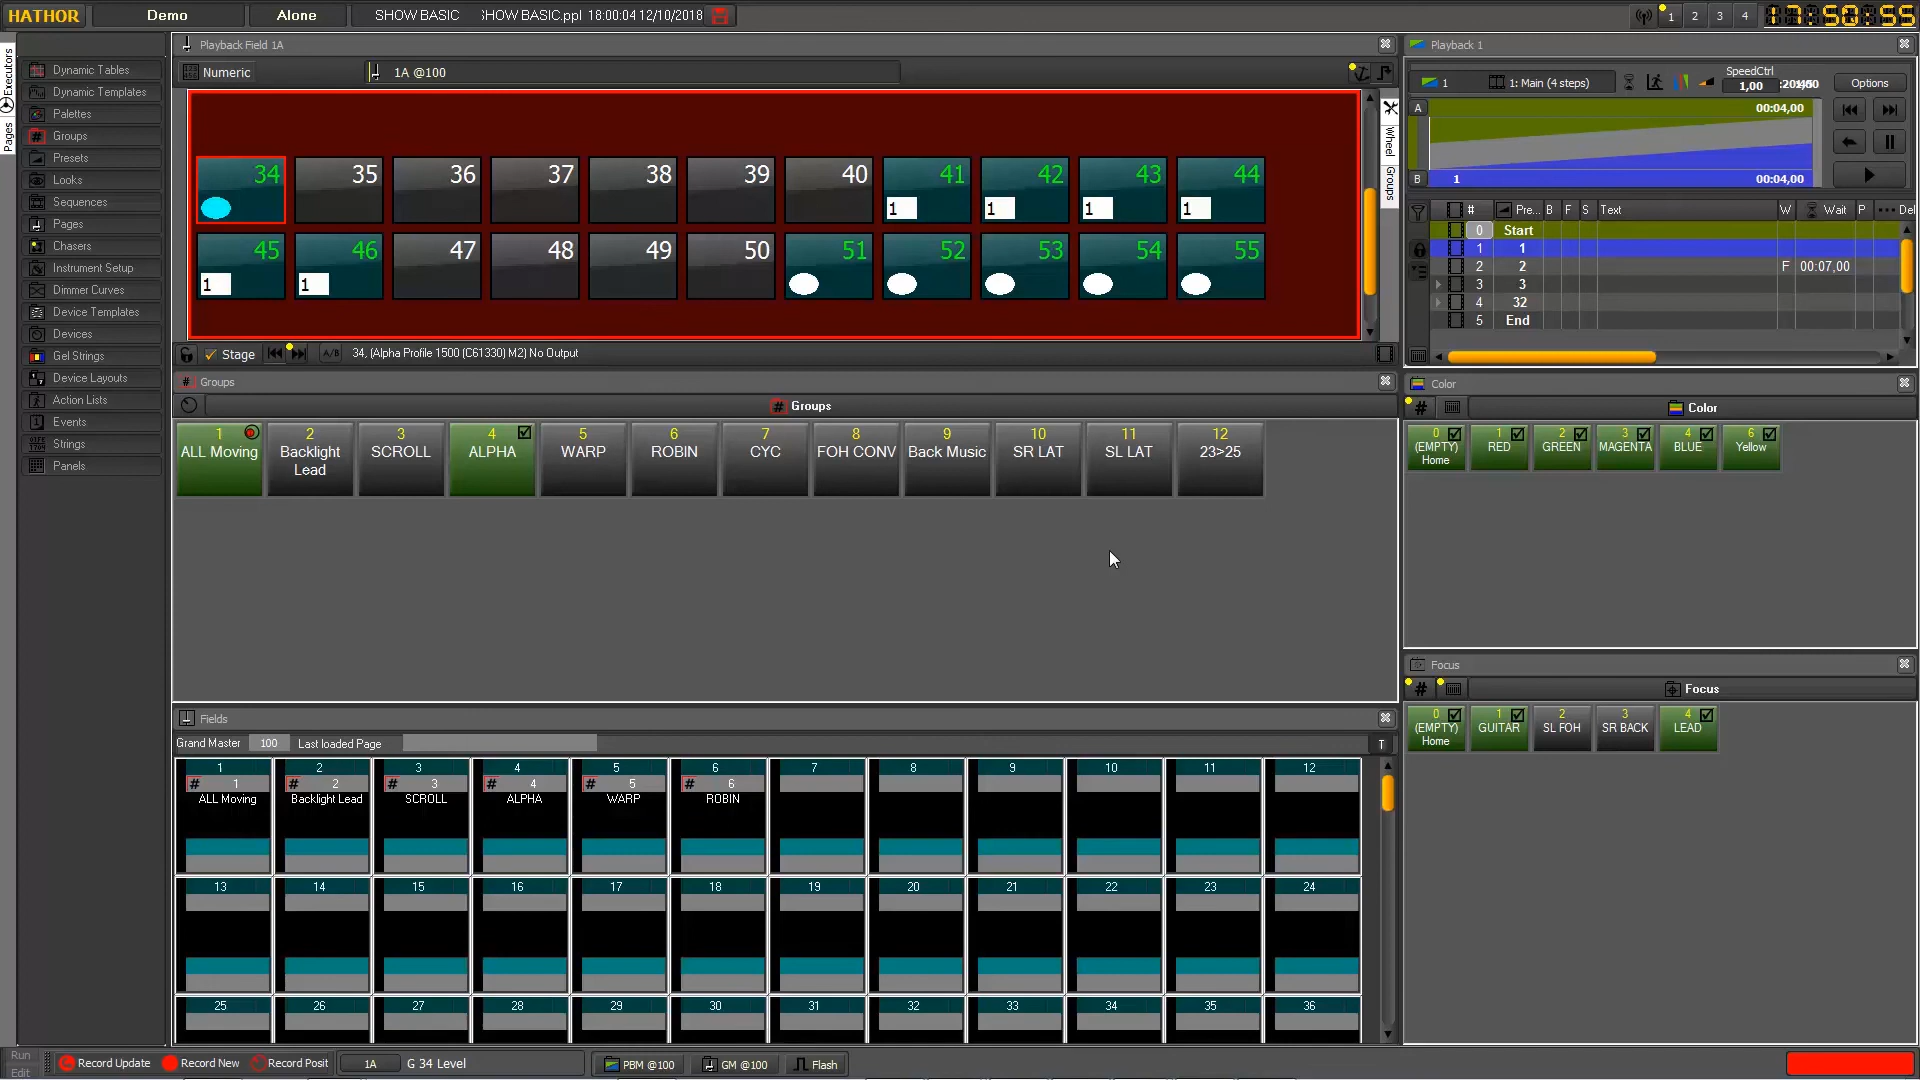 HATHOR Demo Alone SHOW BASIC SHOW BASIC.ppl 18:00:04 12/10/2018 1 2 3 4 17:50:55
Executors
Pages
Dynamic Tables
Dynamic Templates
Palettes
Groups
Presets
Looks
Sequences
Pages
Chasers
Instrument Setup
Dimmer Curves
Device Templates
Devices
Gel Strings
Device Layouts
Action Lists
Events
Strings
Panels
Playback Field 1A
Numeric 1A @100
34 35 36 37 38 39 40 41 42 43 44
1 1 1 1
45 46 47 48 49 50 51 52 53 54 55
1 1
Wheel
Groups
Stage A/B 34, (Alpha Profile 1500 (C61330) M2) No Output
Groups
# Groups
1 2 3 4 5 6 7 8 9 10 11 12
ALL Moving Backlight Lead SCROLL ALPHA WARP ROBIN CYC FOH CONV Back Music SR LAT SL LAT 23>25
Fields
Grand Master 100 Last loaded Page T
1 2 3 4 5 6 7 8 9 10 11 12
# 1 # 2 # 3 # 4 # 5 # 6
ALL Moving Backlight Lead SCROLL ALPHA WARP ROBIN
13 14 15 16 17 18 19 20 21 22 23 24
25 26 27 28 29 30 31 32 33 34 35 36
Playback 1
1 1: Main (4 steps) SpeedCtrl 1,00 Options
A 00:04,00
B 1 00:04,00
# Pre... B F S Text W Wait P Del
0 Start
1 1
2 2 F 00:07,00
3 3
4 32
5 End
Color
# Color
0 1 2 3 4 6
(EMPTY) Home RED GREEN MAGENTA BLUE Yellow
Focus
# Focus
0 1 2 3 4
(EMPTY) Home GUITAR SL FOH SR BACK LEAD
Run
Edit
Record Update Record New Record Posit 1A G 34 Level PBM @100 GM @100 Flash